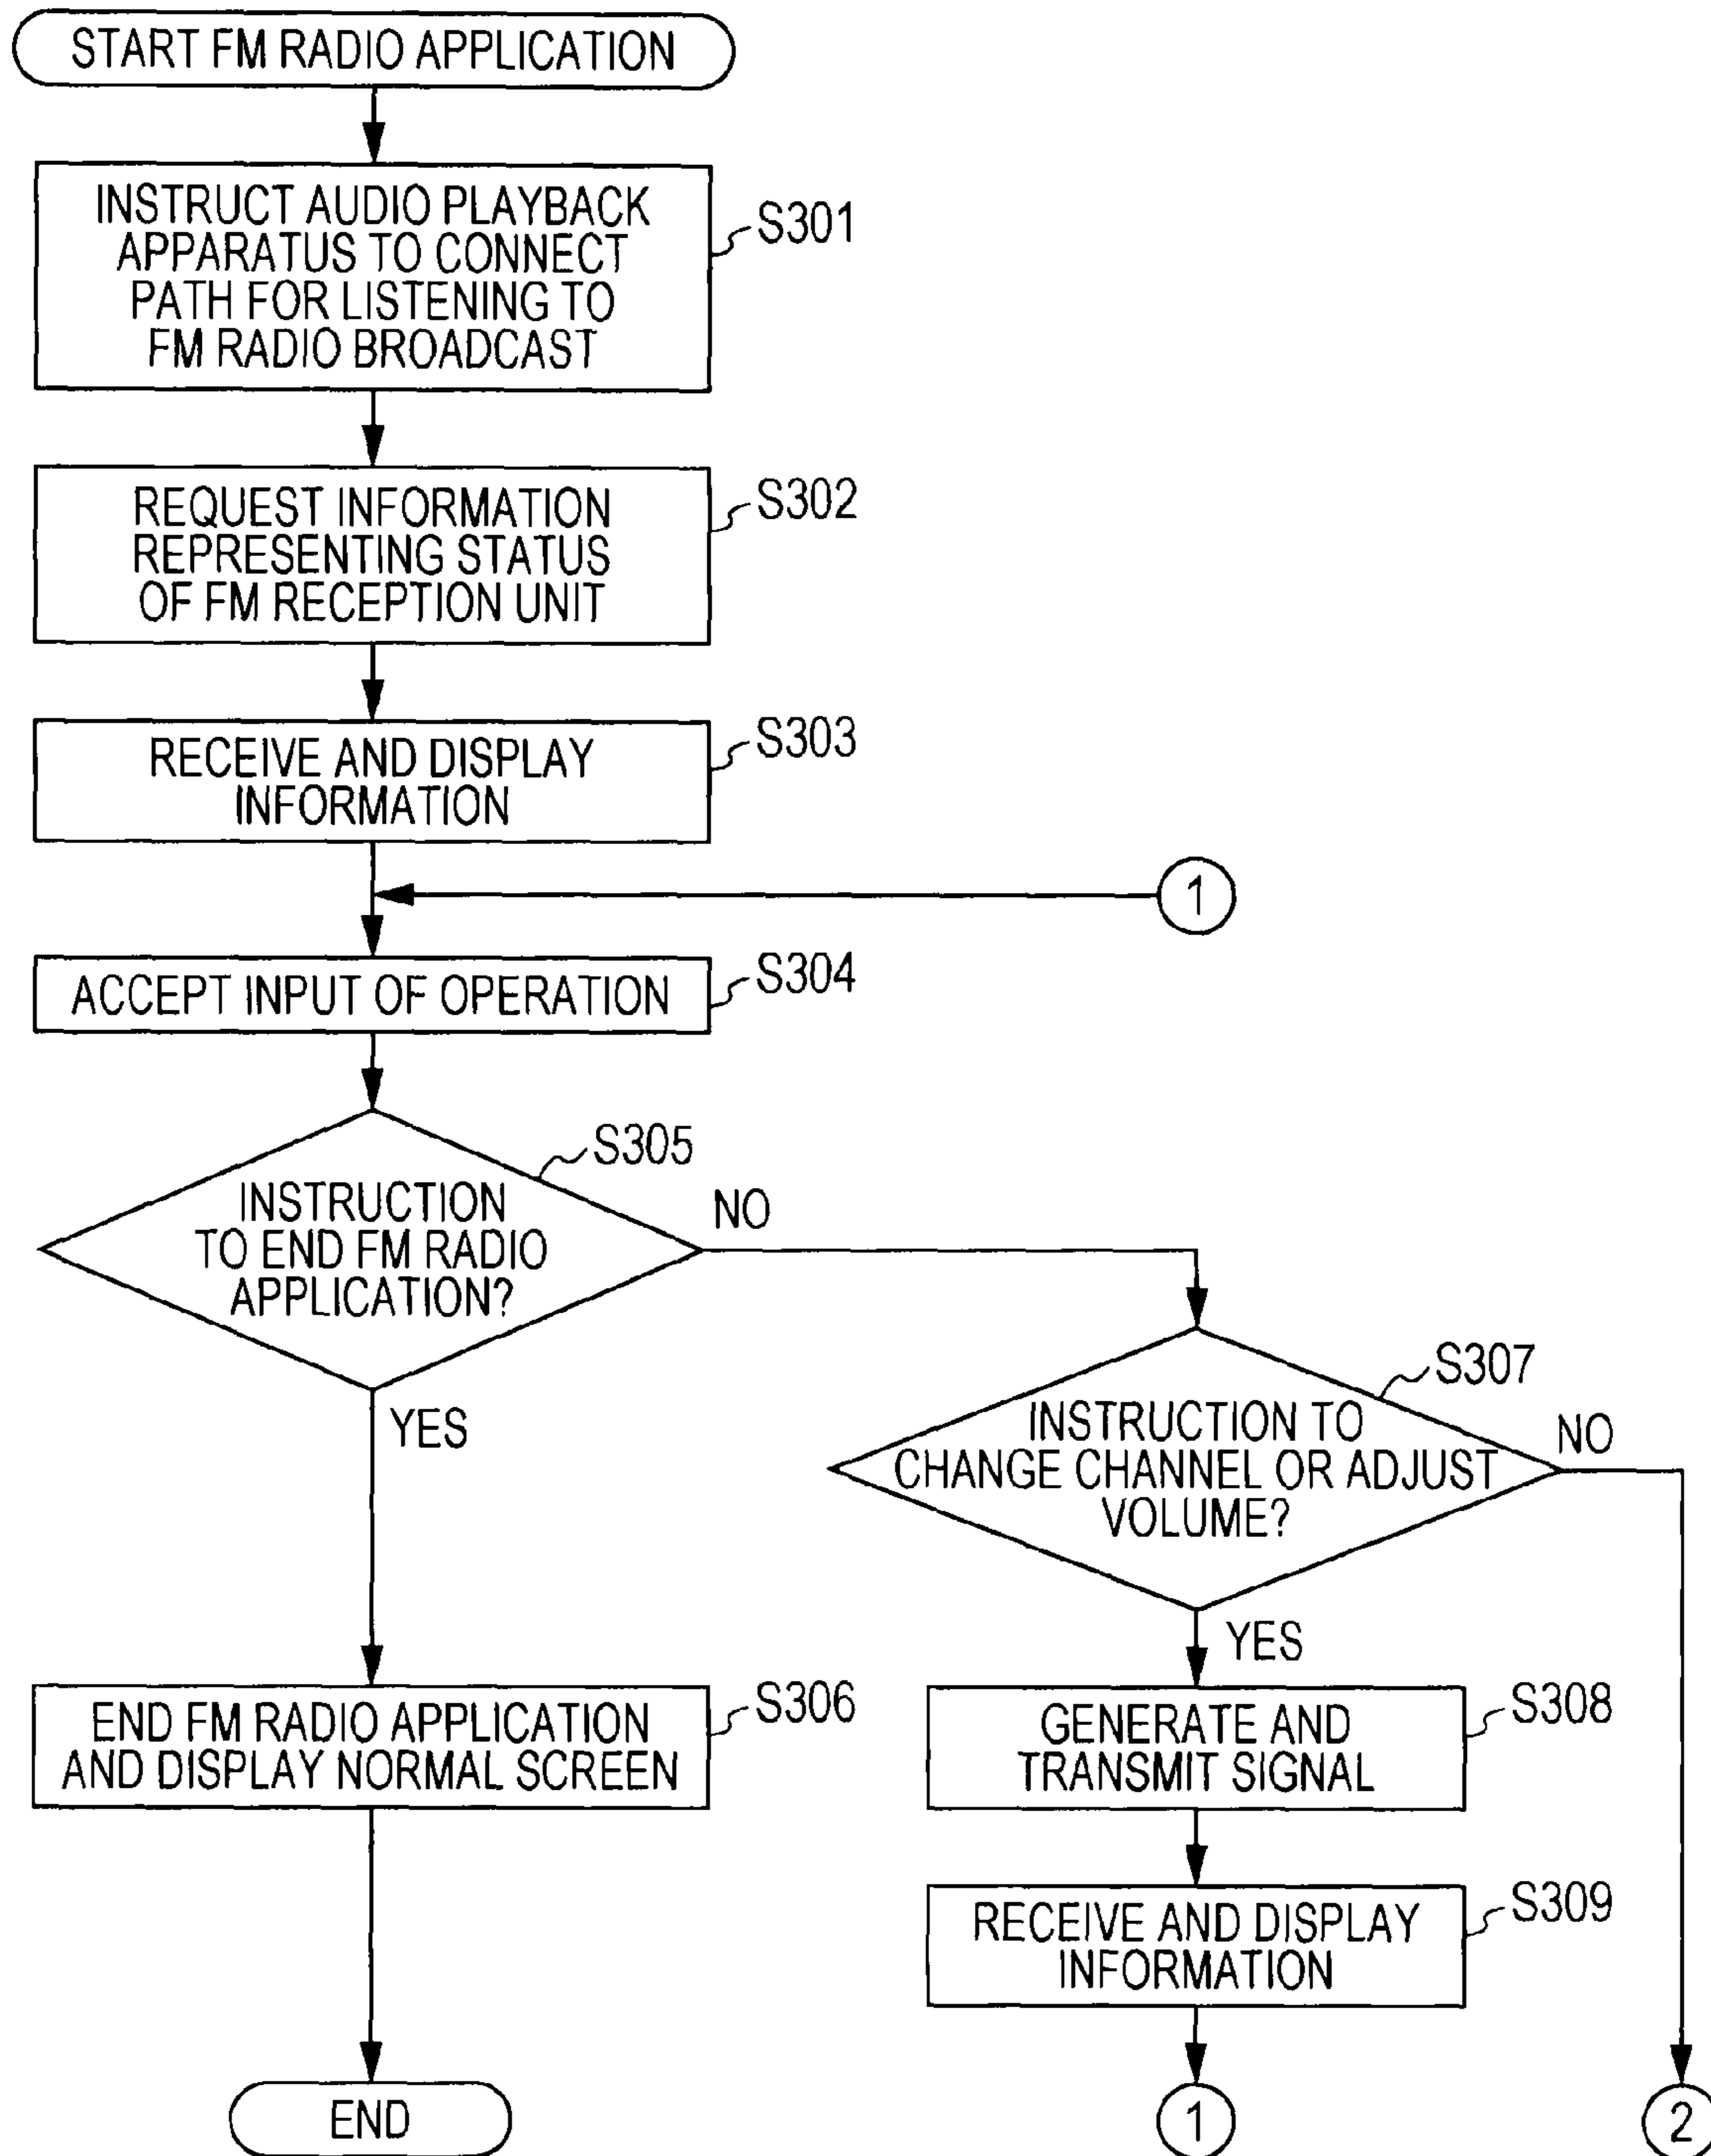 START FM RADIO APPLICATION
INSTRUCT AUDIO PLAYBACK
APPARATUS TO CONNECT
PATH FOR LISTENING TO
FM RADIO BROADCAST
S301
REQUEST INFORMATION
REPRESENTING STATUS
OF FM RECEPTION UNIT
S302
RECEIVE AND DISPLAY
INFORMATION
S303
1
ACCEPT INPUT OF OPERATION
S304
S305
INSTRUCTION
TO END FM RADIO
APPLICATION?
NO
YES
S307
INSTRUCTION TO
CHANGE CHANNEL OR ADJUST
VOLUME?
NO
YES
END FM RADIO APPLICATION
AND DISPLAY NORMAL SCREEN
S306
GENERATE AND
TRANSMIT SIGNAL
S308
RECEIVE AND DISPLAY
INFORMATION
S309
END
1
2